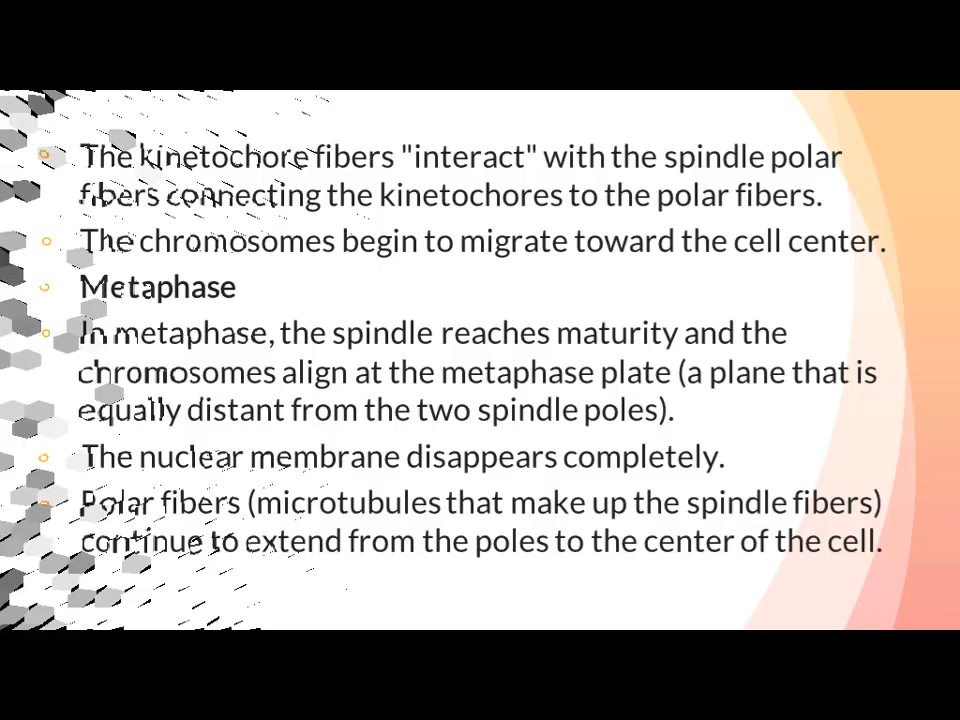 The kinetochore fibers "interact" with the spindle polar
fibers connecting the kinetochores to the polar fibers.
The chromosomes begin to migrate toward the cell center.
Metaphase
In metaphase, the spindle reaches maturity and the
chromosomes align at the metaphase plate (a plane that is
equally distant from the two spindle poles).
The nuclear membrane disappears completely.
Polar fibers (microtubules that make up the spindle fibers)
continue to extend from the poles to the center of the cell.